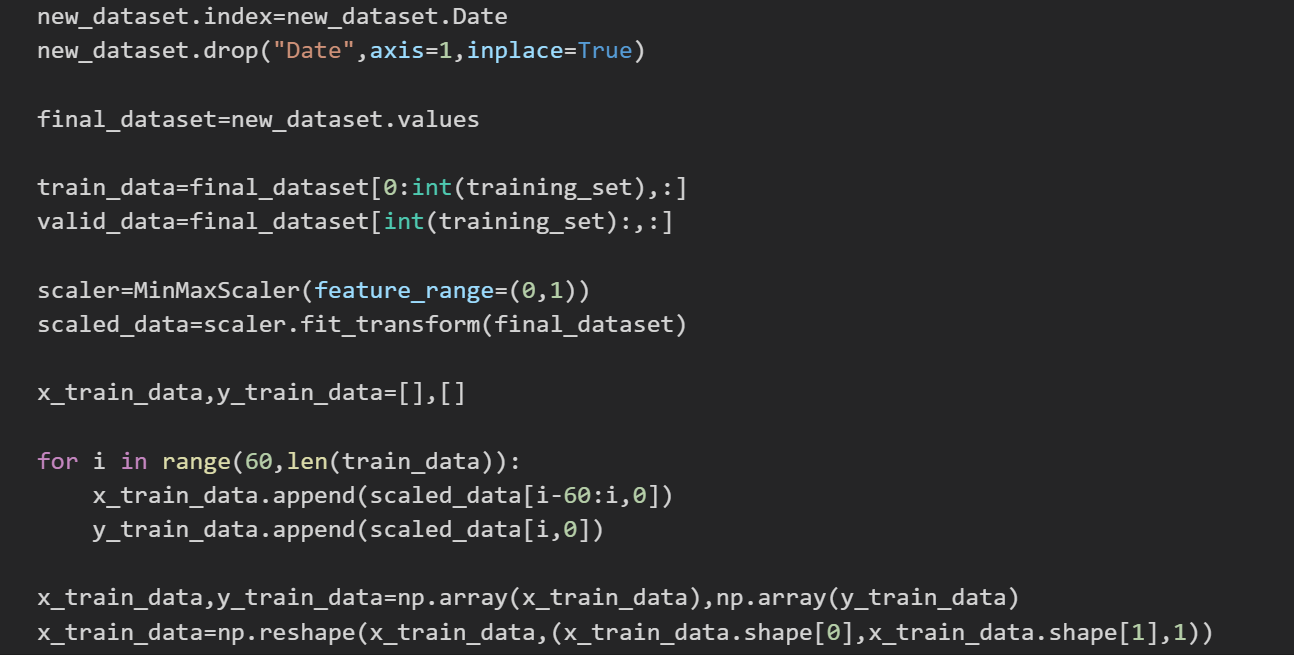 new_dataset.index=new_dataset.Date
new_dataset.drop("Date",axis=1,inplace=True)
final_dataset=new_dataset.values
train_data=final_dataset[0:int(training_set),:]
valid_data=final_dataset[int(training_set):,:]
scaler=MinMaxScaler(feature_range=(0,1))
scaled_data=scaler.fit_transform(final_dataset)
x_train_data,y_train_data=[],[]
for i in range(60,len(train_data)):
    x_train_data.append(scaled_data[i-60:i,0])
    y_train_data.append(scaled_data[i,0])
x_train_data,y_train_data=np.array(x_train_data),np.array(y_train_data)
x_train_data=np.reshape(x_train_data,(x_train_data.shape[0],x_train_data.shape[1],1))